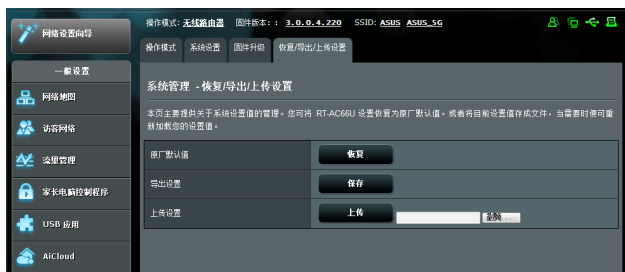 网络设置向导
操作模式: 无线路由器 固件版本: : 3.0.0.4.220 SSID: ASUS ASUS_5G
操作模式 系统设置 固件升级 恢复/导出/上传设置
一般设置
网络地图
访客网络
流量管理
家长电脑控制程序
USB 应用
AiCloud
系统管理 - 恢复/导出/上传设置
本页主要提供关于系统设置值的管理。您可将 RT-AC66U 设置恢复为原厂默认值。或者将目前设置值存成文件，当需要时便可重
新加载您的设置值。
原厂默认值 恢复
导出设置 保存
上传设置 上传 浏览...